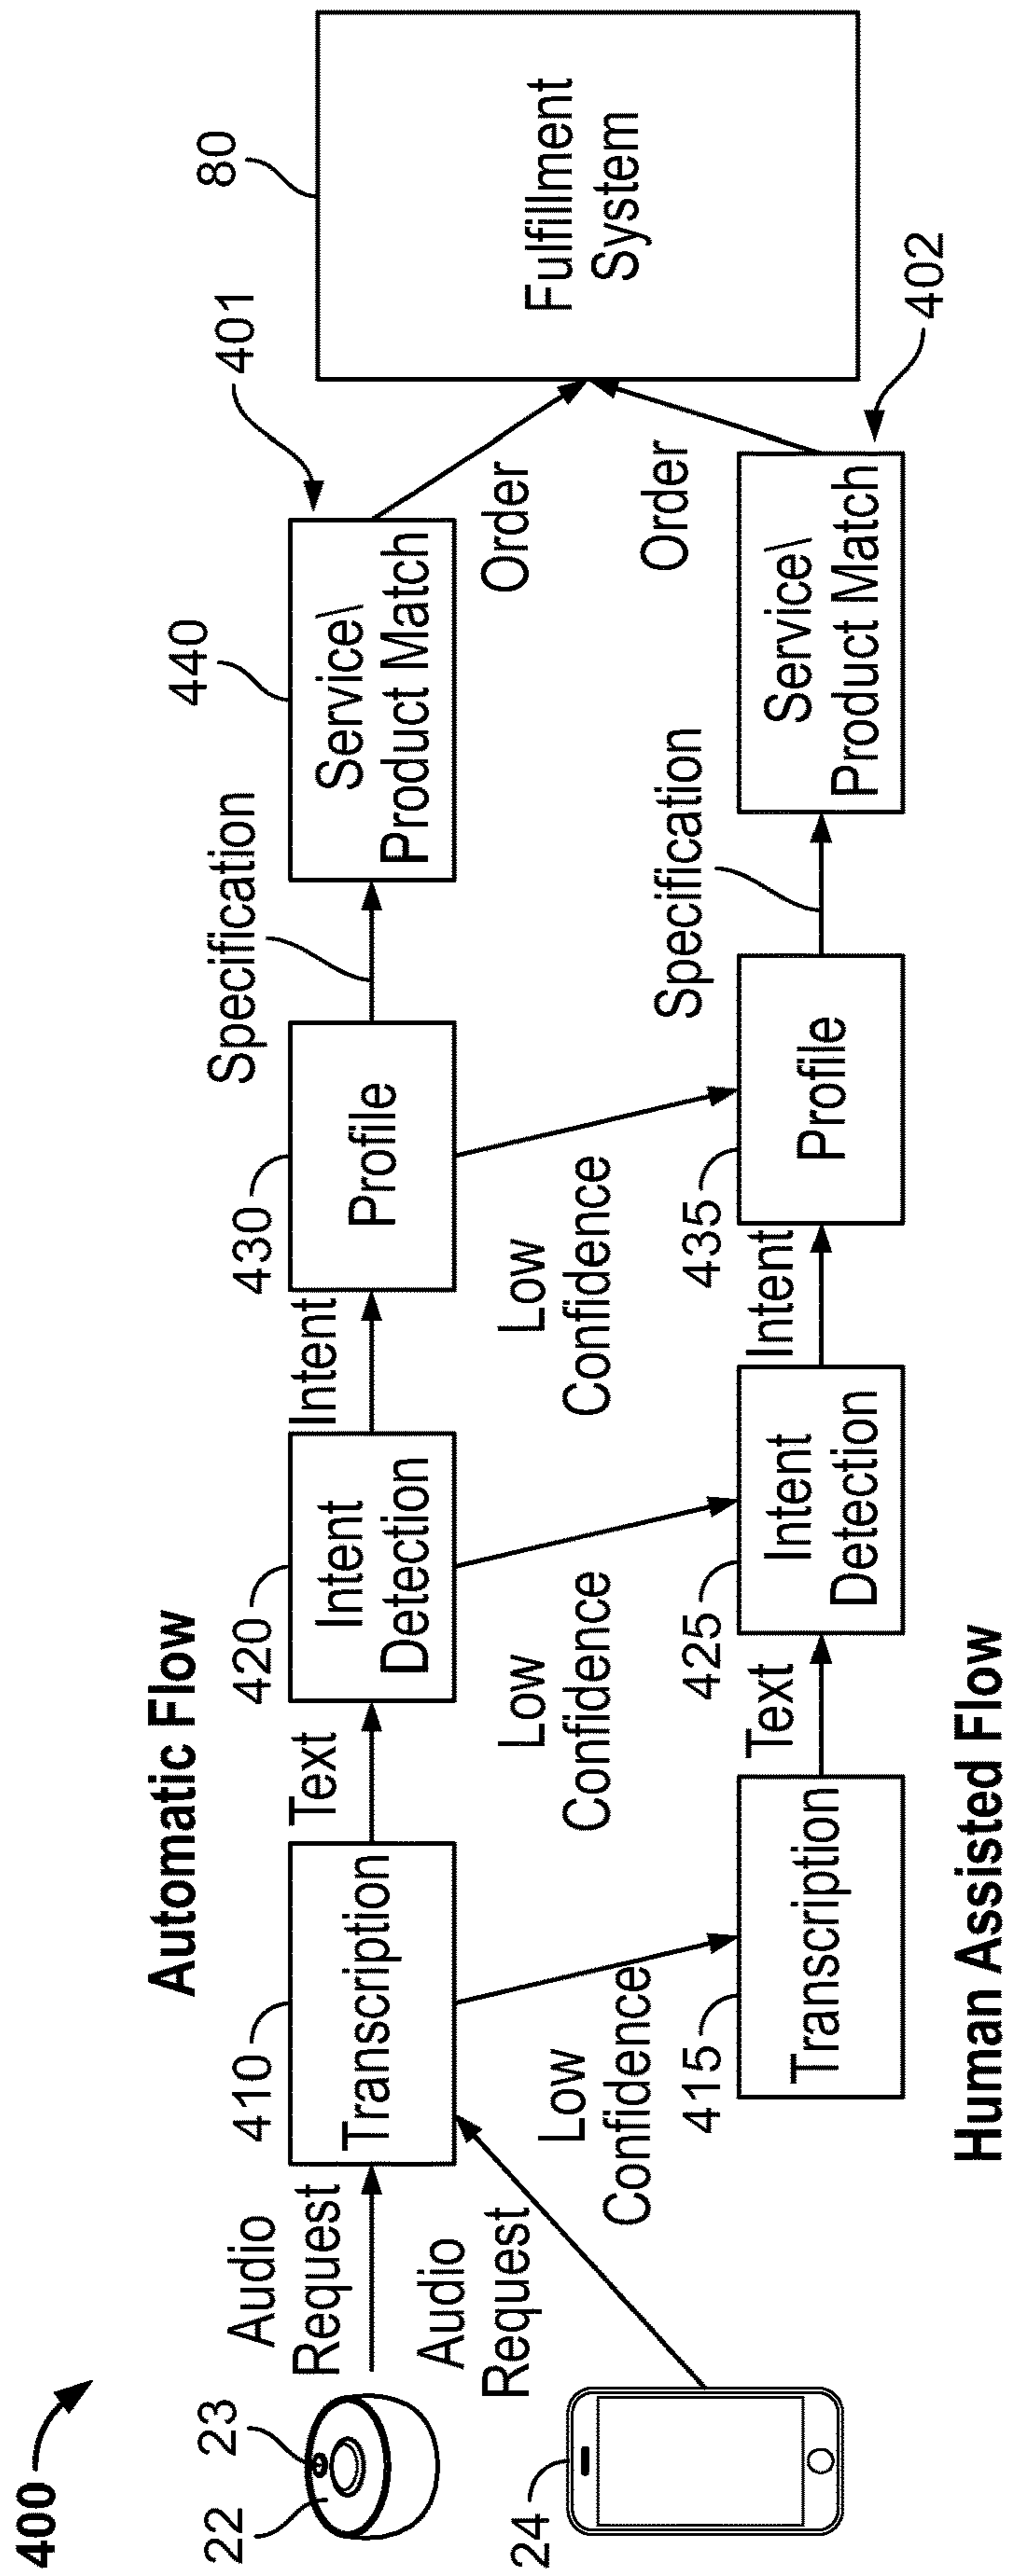 400
Automatic Flow
401
80
22
23
Audio
Request
410
Transcription
Text
420
Intent
Detection
Intent
430
Profile
Specification
440
Service\
Product Match
Order
Fulfillment
System
24
Audio
Request
Low
Confidence
Low
Confidence
Low
Confidence
415
Transcription
Text
425
Intent
Detection
Intent
435
Profile
Specification
Service\
Product Match
Order
402
Human Assisted Flow